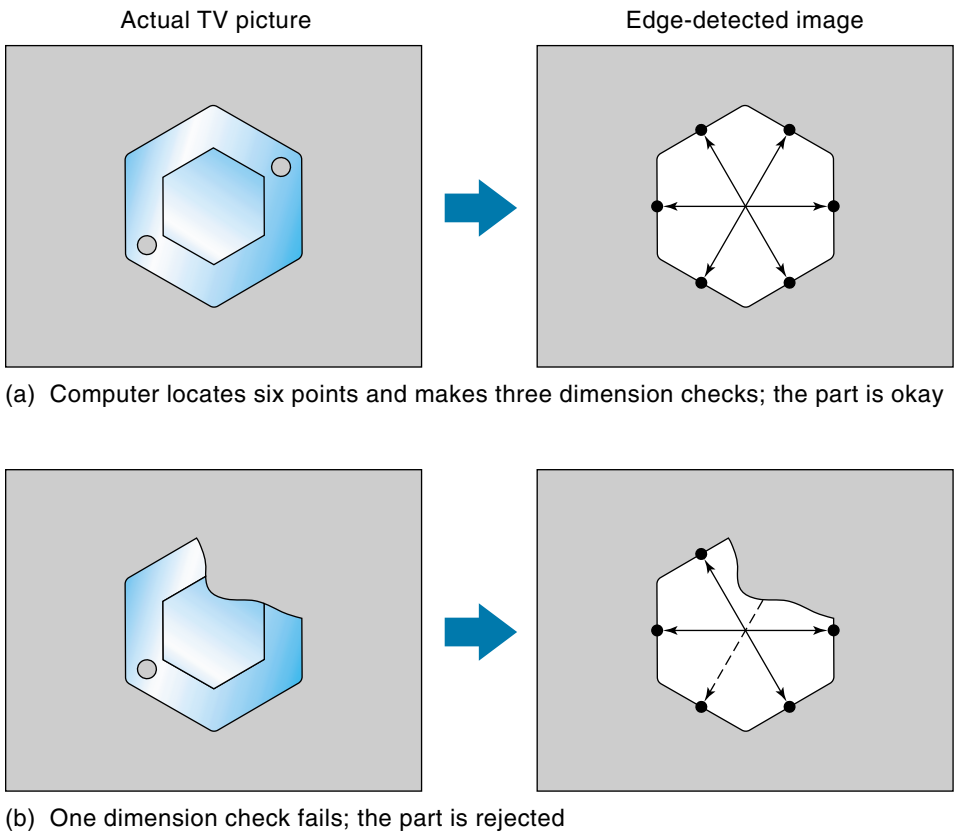 Actual TV picture
Edge-detected image
(a) Computer locates six points and makes three dimension checks; the part is okay
(b) One dimension check fails; the part is rejected